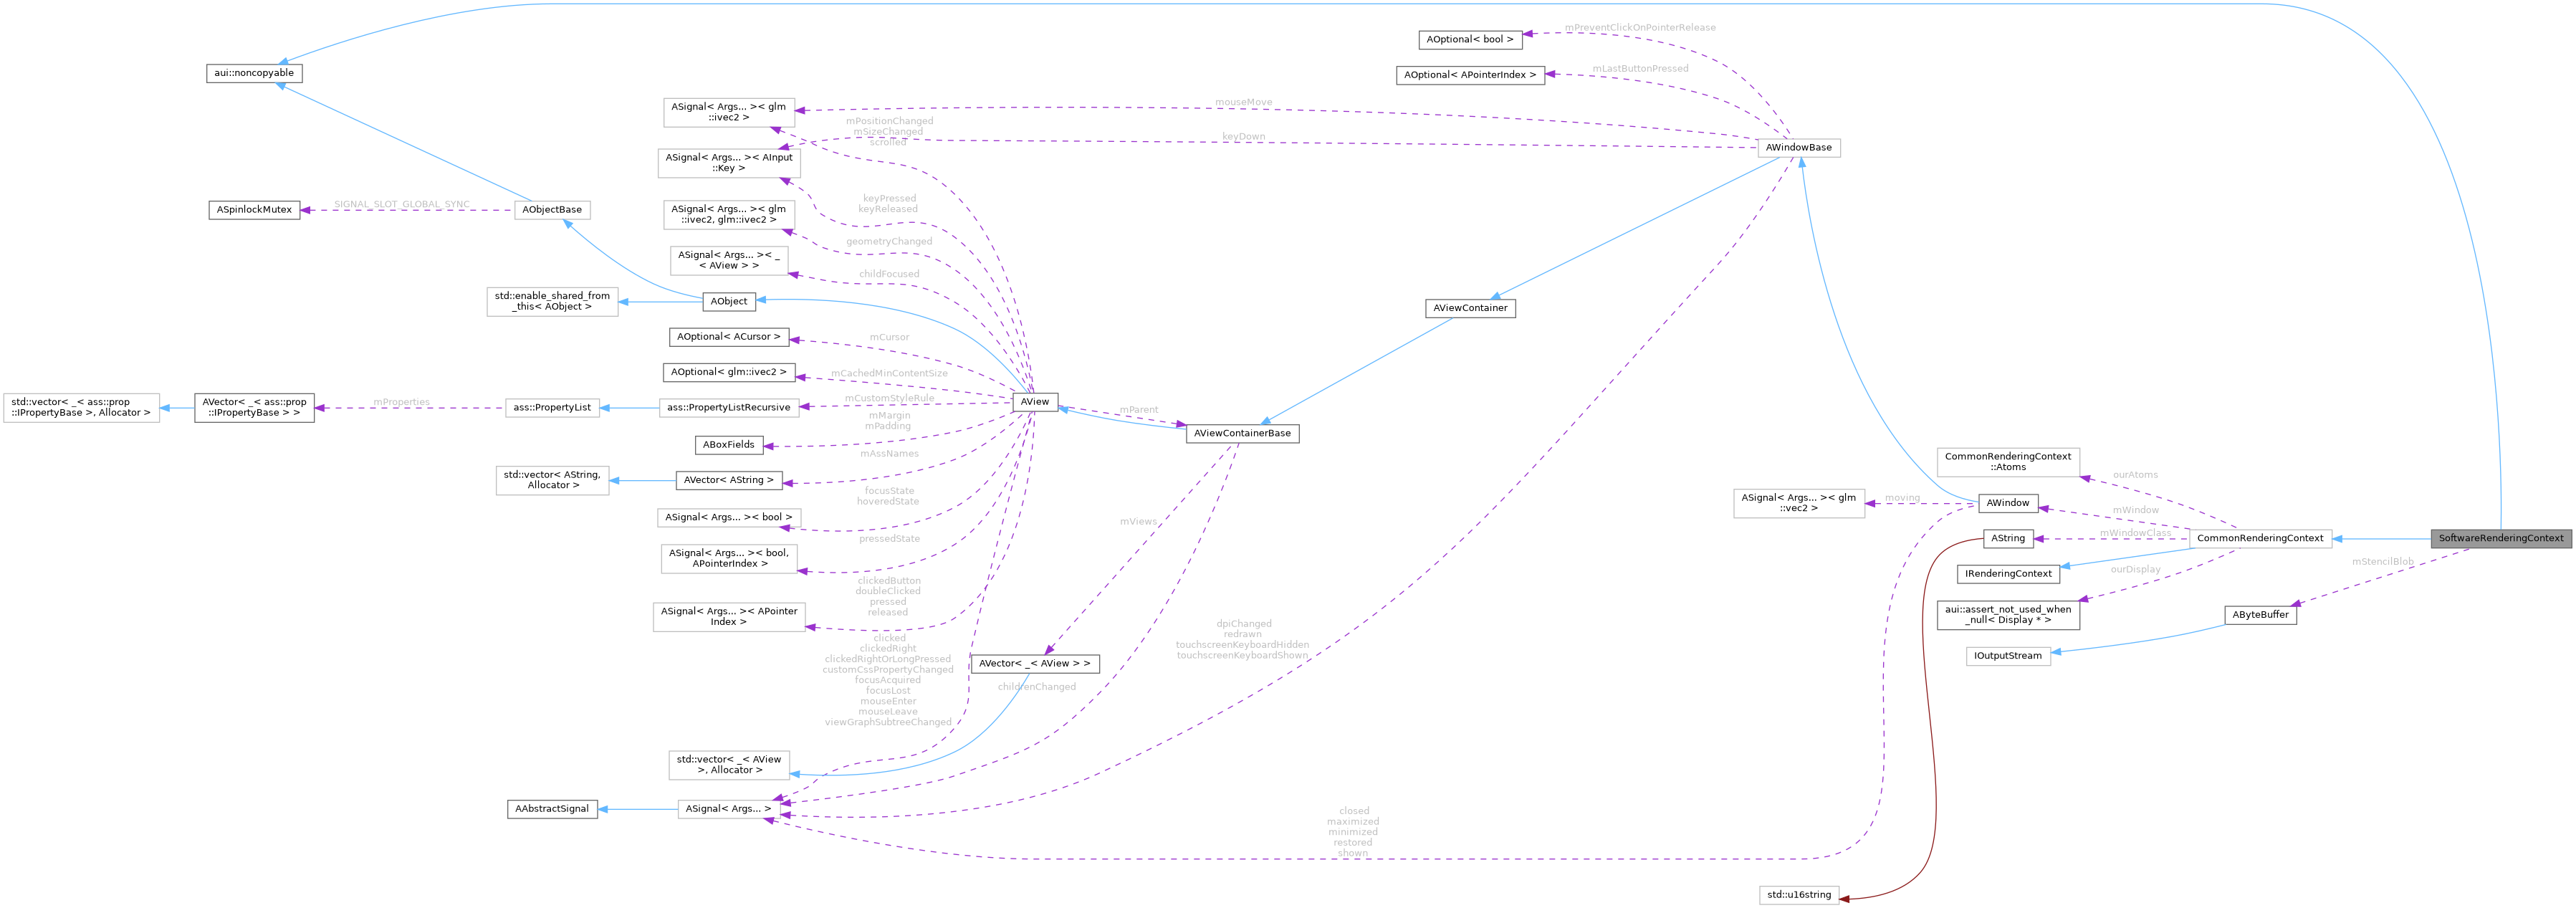 mPreventClickOnPointerRelease
AOptional< bool >
aui::noncopyable
mLastButtonPressed
AOptional< APointerIndex >
ASignal< Args... >< glm
::ivec2 >
mouseMove
mPositionChanged
mSizeChanged
scrolled
keyDown
AWindowBase
ASignal< Args... >< AInput
::Key >
keyPressed
keyReleased
ASpinlockMutex
SIGNAL_SLOT_GLOBAL_SYNC
AObjectBase
ASignal< Args... >< glm
::ivec2, glm::ivec2 >
geometryChanged
ASignal< Args... >< _
< AView > >
childFocused
std::enable_shared_from
_this< AObject >
AObject
AViewContainer
AOptional< ACursor >
mCursor
AOptional< glm::ivec2 >
mCachedMinContentSize
std::vector< _< ass::prop
::IPropertyBase >, Allocator >
AVector< _< ass::prop
::IPropertyBase > >
mProperties
ass::PropertyList
ass::PropertyListRecursive
mCustomStyleRule
AView
mParent
AViewContainerBase
mMargin
mPadding
ABoxFields
mAssNames
std::vector< AString,
Allocator >
AVector< AString >
focusState
hoveredState
ASignal< Args... >< bool >
pressedState
ASignal< Args... >< bool,
APointerIndex >
clickedButton
doubleClicked
pressed
released
ASignal< Args... >< APointer
Index >
mViews
CommonRenderingContext
::Atoms
ourAtoms
ASignal< Args... >< glm
::vec2 >
moving
AWindow
mWindow
AString
mWindowClass
CommonRenderingContext
SoftwareRenderingContext
IRenderingContext
ourDisplay
mStencilBlob
aui::assert_not_used_when
_null< Display * >
AByteBuffer
IOutputStream
dpiChanged
redrawn
touchscreenKeyboardHidden
touchscreenKeyboardShown
clicked
clickedRight
clickedRightOrLongPressed
customCssPropertyChanged
focusAcquired
focusLost
mouseEnter
mouseLeave
viewGraphSubtreeChanged
AVector< _< AView > >
childrenChanged
std::vector< _< AView
>, Allocator >
AAbstractSignal
ASignal< Args... >
closed
maximized
minimized
restored
shown
std::u16string